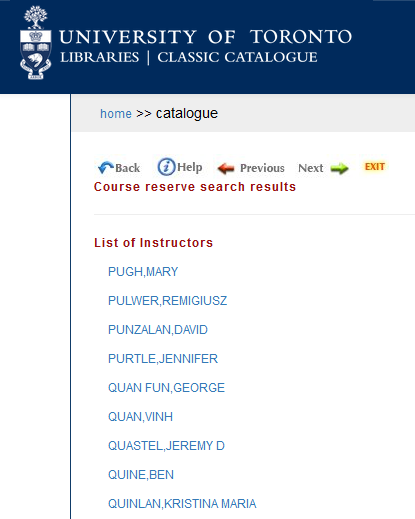 UNIVERSITY OF TORONTO
LIBRARIES | CLASSIC CATALOGUE
home >> catalogue
Back Help Previous Next EXIT
Course reserve search results
List of Instructors
PUGH,MARY
PULWER,REMIGIUSZ
PUNZALAN,DAVID
PURTLE,JENNIFER
QUAN FUN,GEORGE
QUAN,VINH
QUASTEL,JEREMY D
QUINE,BEN
QUINLAN,KRISTINA MARIA